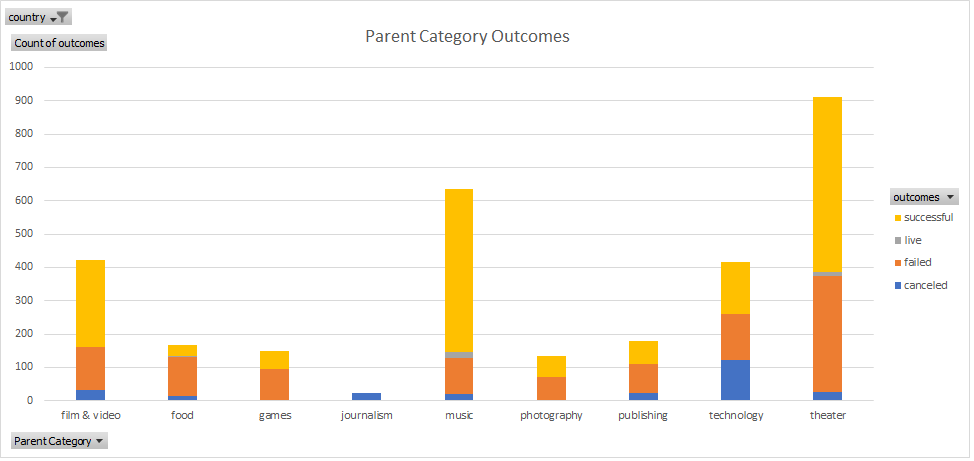 country
Count of outcomes
Parent Category Outcomes
1000
900
800
700
600
500
400
300
200
100
0
film & video food games journalism music photography publishing technology theater
outcomes
successful
live
failed
canceled
Parent Category